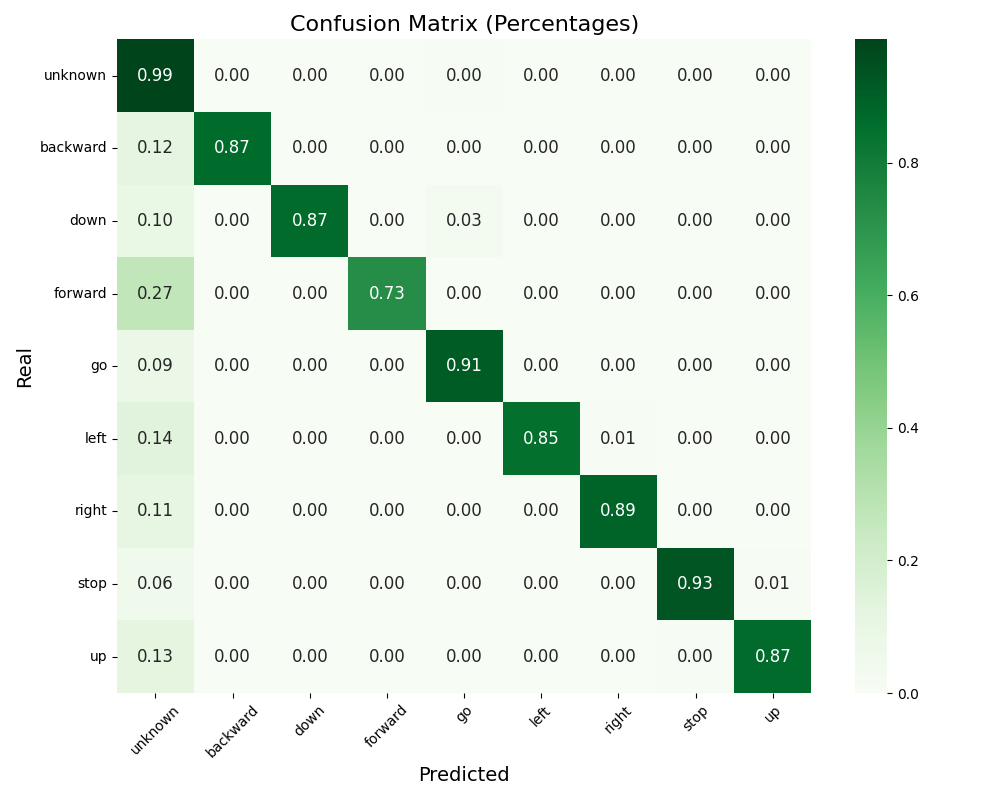 Confusion Matrix (Percentages)
unknown 0.99 0.00 0.00 0.00 0.00 0.00 0.00 0.00 0.00
backward 0.12 0.87 0.00 0.00 0.00 0.00 0.00 0.00 0.00
down 0.10 0.00 0.87 0.00 0.03 0.00 0.00 0.00 0.00
forward 0.27 0.00 0.00 0.73 0.00 0.00 0.00 0.00 0.00
go 0.09 0.00 0.00 0.00 0.91 0.00 0.00 0.00 0.00
left 0.14 0.00 0.00 0.00 0.00 0.85 0.01 0.00 0.00
right 0.11 0.00 0.00 0.00 0.00 0.00 0.89 0.00 0.00
stop 0.06 0.00 0.00 0.00 0.00 0.00 0.00 0.93 0.01
up 0.13 0.00 0.00 0.00 0.00 0.00 0.00 0.00 0.87
unknown backward down forward go left right stop up
Predicted
Real
0.8
0.6
0.4
0.2
0.0